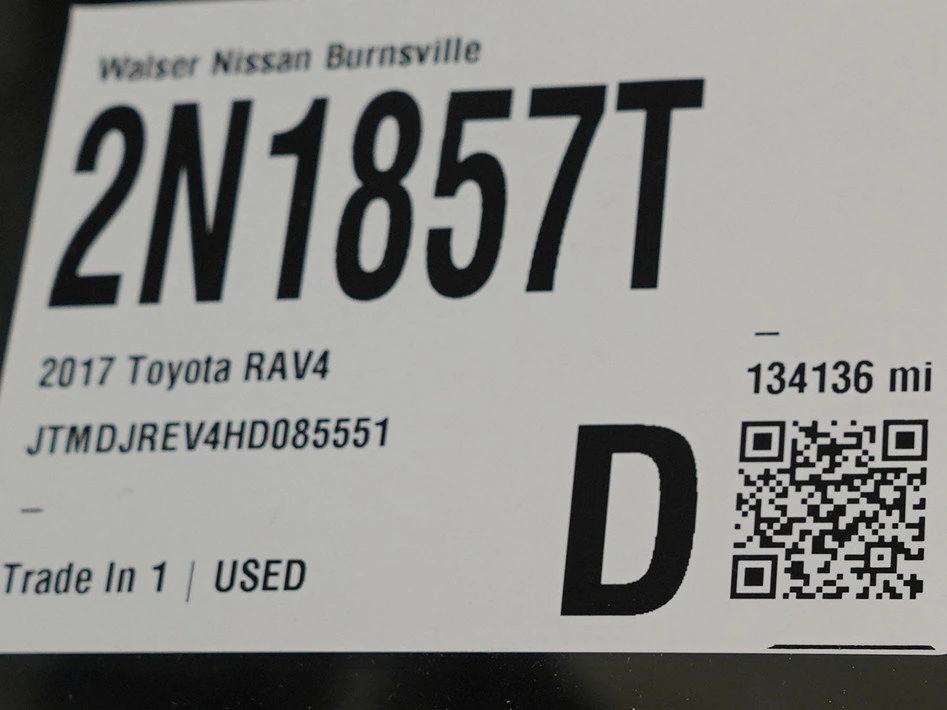 Walser Nissan Burnsville
2N1857T
2017 Toyota RAV4
JTMDJREV4HD085551
–
Trade In 1 | USED
–
134136 mi
D